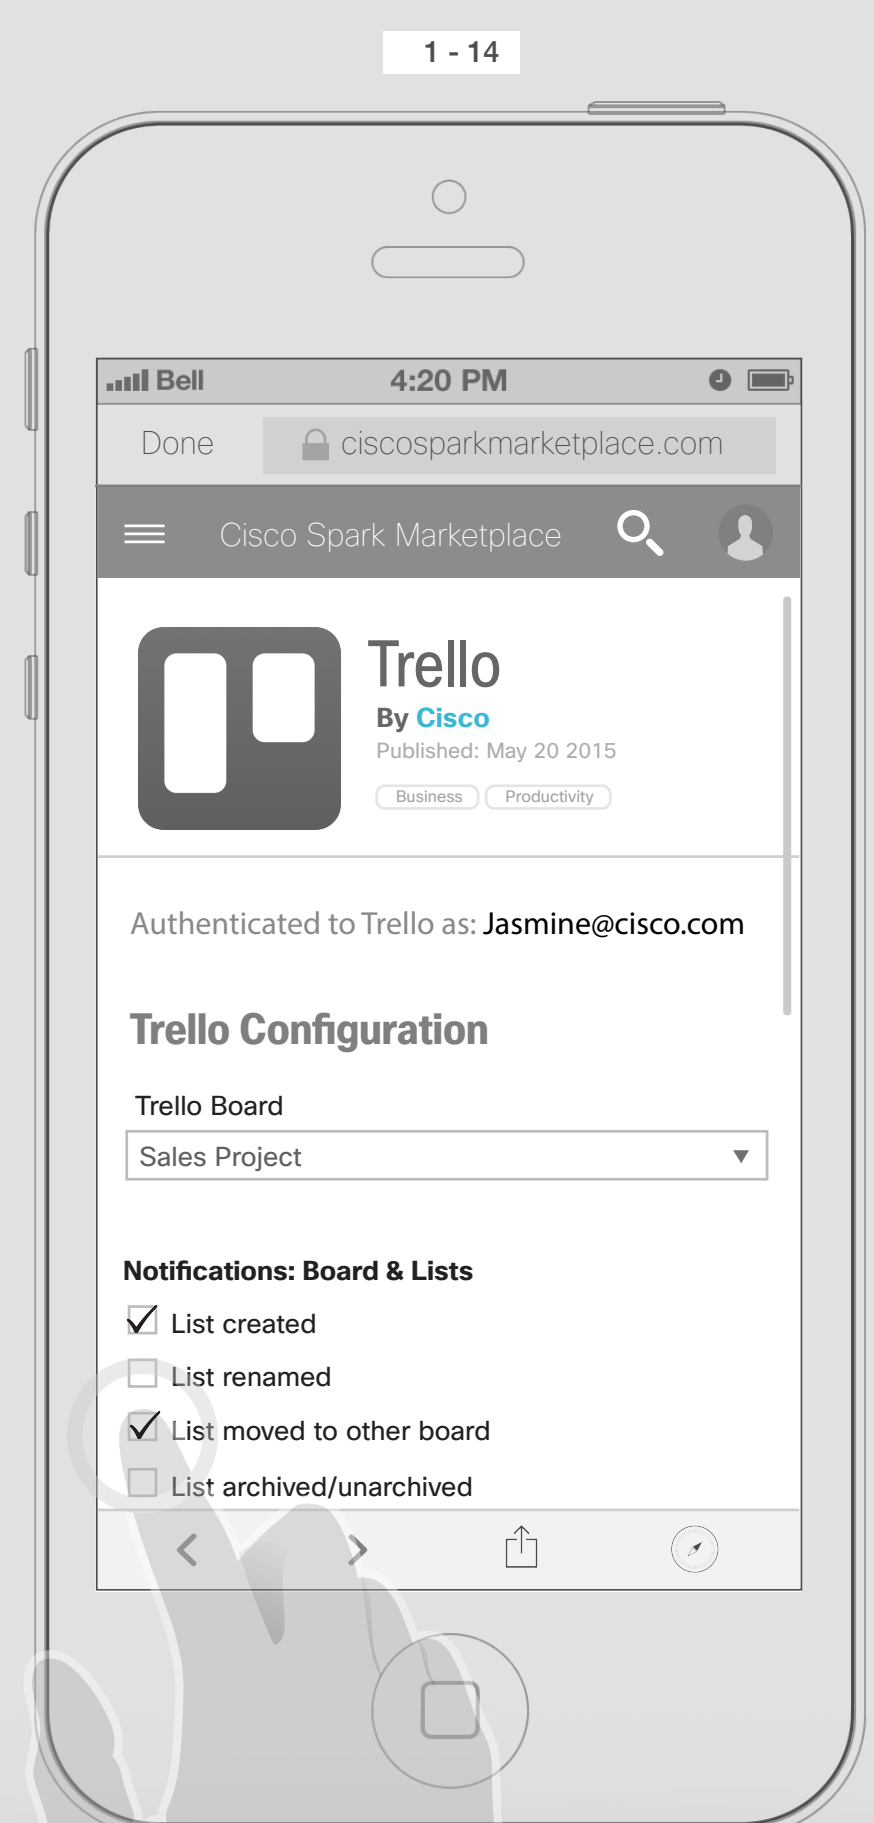 1 - 14
Bell 4:20 PM
Done ciscosparkmarketplace.com
Cisco Spark Marketplace
Trello
By Cisco
Published: May 20 2015
Business Productivity
Authenticated to Trello as: Jasmine@cisco.com
Trello Configuration
Trello Board
Sales Project
Notifications: Board & Lists
List created
List renamed
List moved to other board
List archived/unarchived